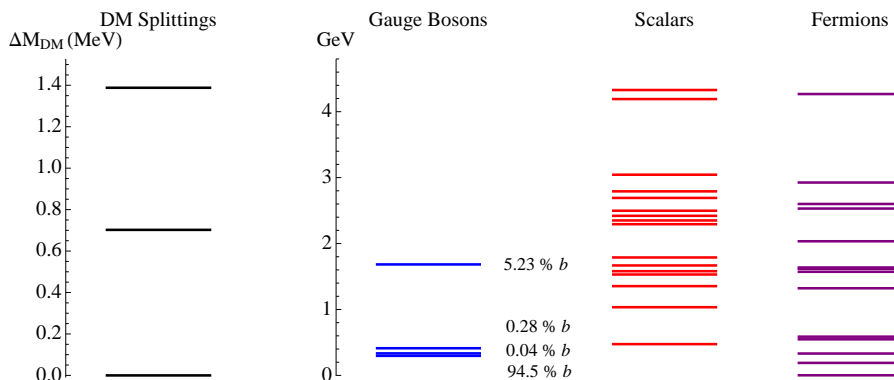 DM Splittings Gauge Bosons Scalars Fermions
ΔM_DM (MeV) GeV
1.4
1.2
1.0
0.8
0.6
0.4
0.2
0.0
4
3
2
1
0
5.23 % b
0.28 % b
0.04 % b
94.5 % b